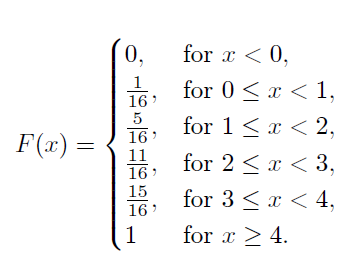 0, for x < 0,
1/16, for 0 ≤ x < 1,
5/16, for 1 ≤ x < 2,
F(x) = { 11/16, for 2 ≤ x < 3,
15/16, for 3 ≤ x < 4,
1 for x ≥ 4.